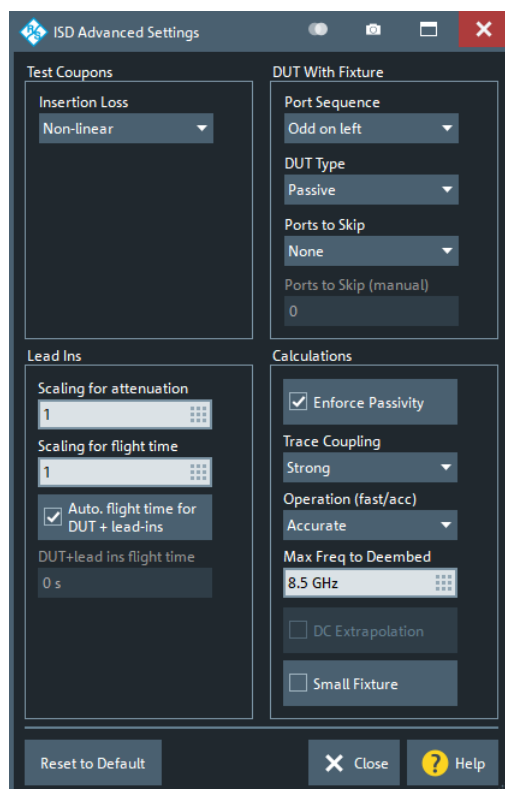 ISD Advanced Settings
Test Coupons
Insertion Loss
Non-linear
DUT With Fixture
Port Sequence
Odd on left
DUT Type
Passive
Ports to Skip
None
Ports to Skip (manual)
0
Lead Ins
Scaling for attenuation
1
Scaling for flight time
1
Auto. flight time for
DUT + lead-ins
DUT+lead ins flight time
0 s
Calculations
Enforce Passivity
Trace Coupling
Strong
Operation (fast/acc)
Accurate
Max Freq to Deembed
8.5 GHz
DC Extrapolation
Small Fixture
Reset to Default
Close
? Help